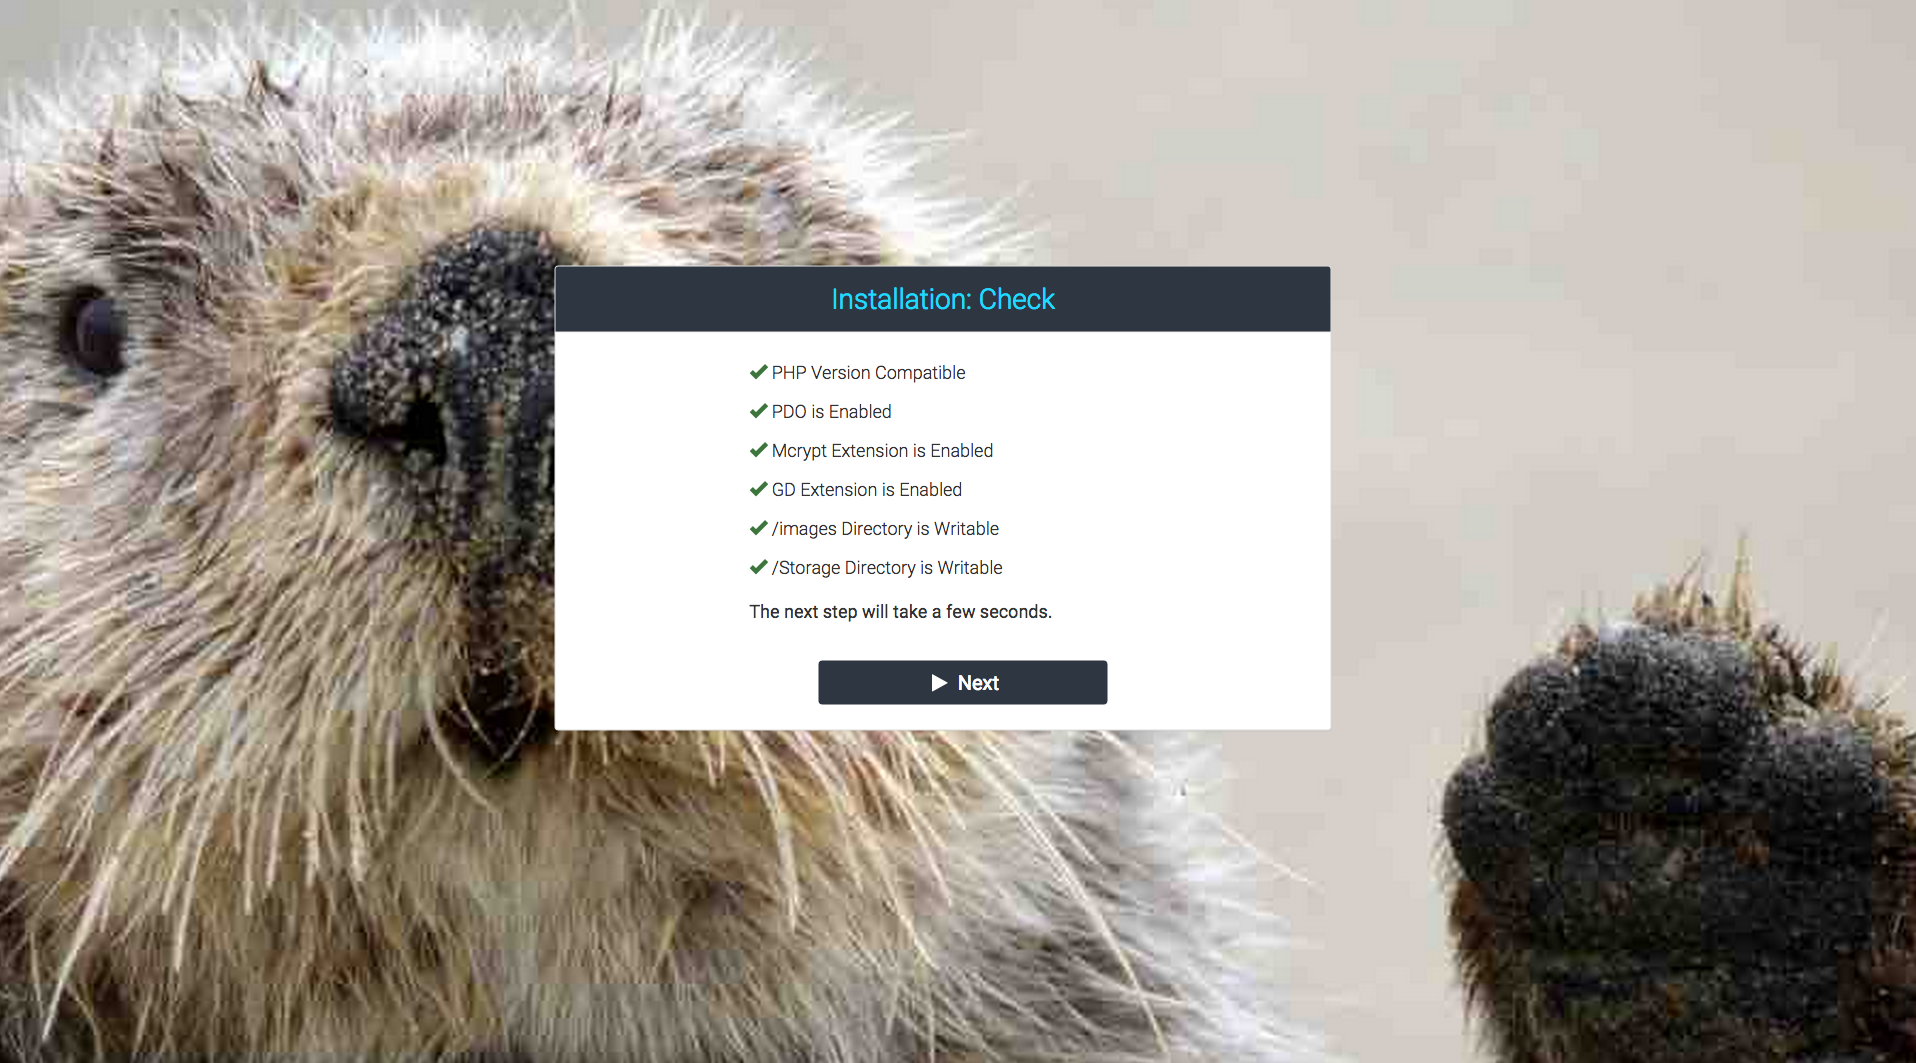 Installation: Check
PHP Version Compatible
PDO is Enabled
Mcrypt Extension is Enabled
GD Extension is Enabled
/images Directory is Writable
/Storage Directory is Writable
The next step will take a few seconds.
Next